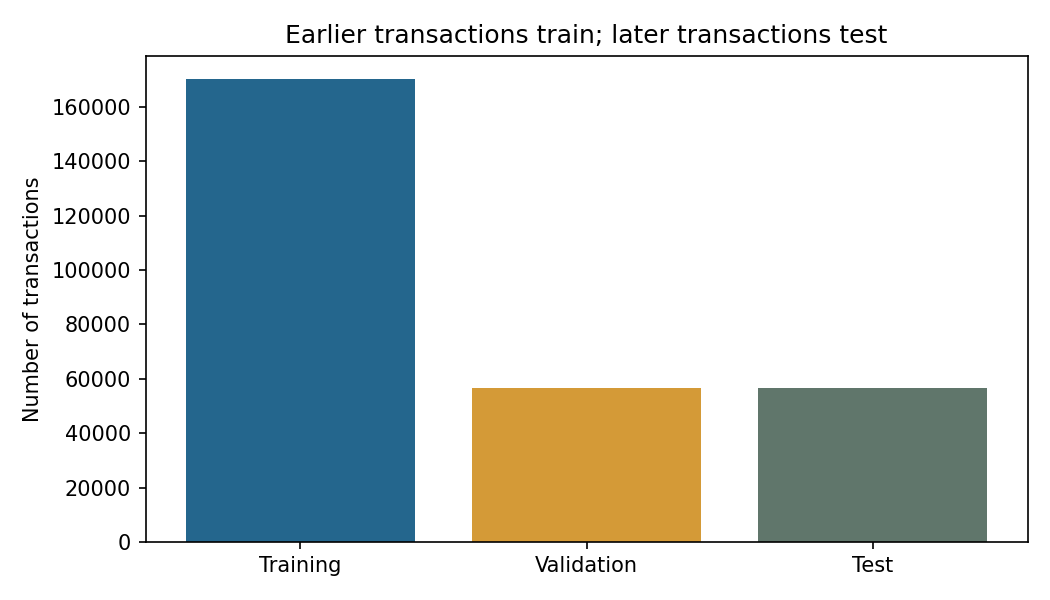 Earlier transactions train; later transactions test
Number of transactions
160000
140000
120000
100000
80000
60000
40000
20000
0
Training
Validation
Test